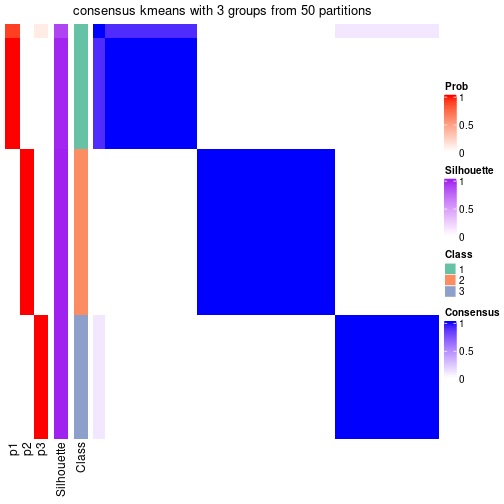 consensus kmeans with 3 groups from 50 partitions
Prob
1
0.5
0
Silhouette
1
0.5
0
Class
1
2
3
Consensus
1
0.5
0
p1
p2
p3
Silhouette
Class